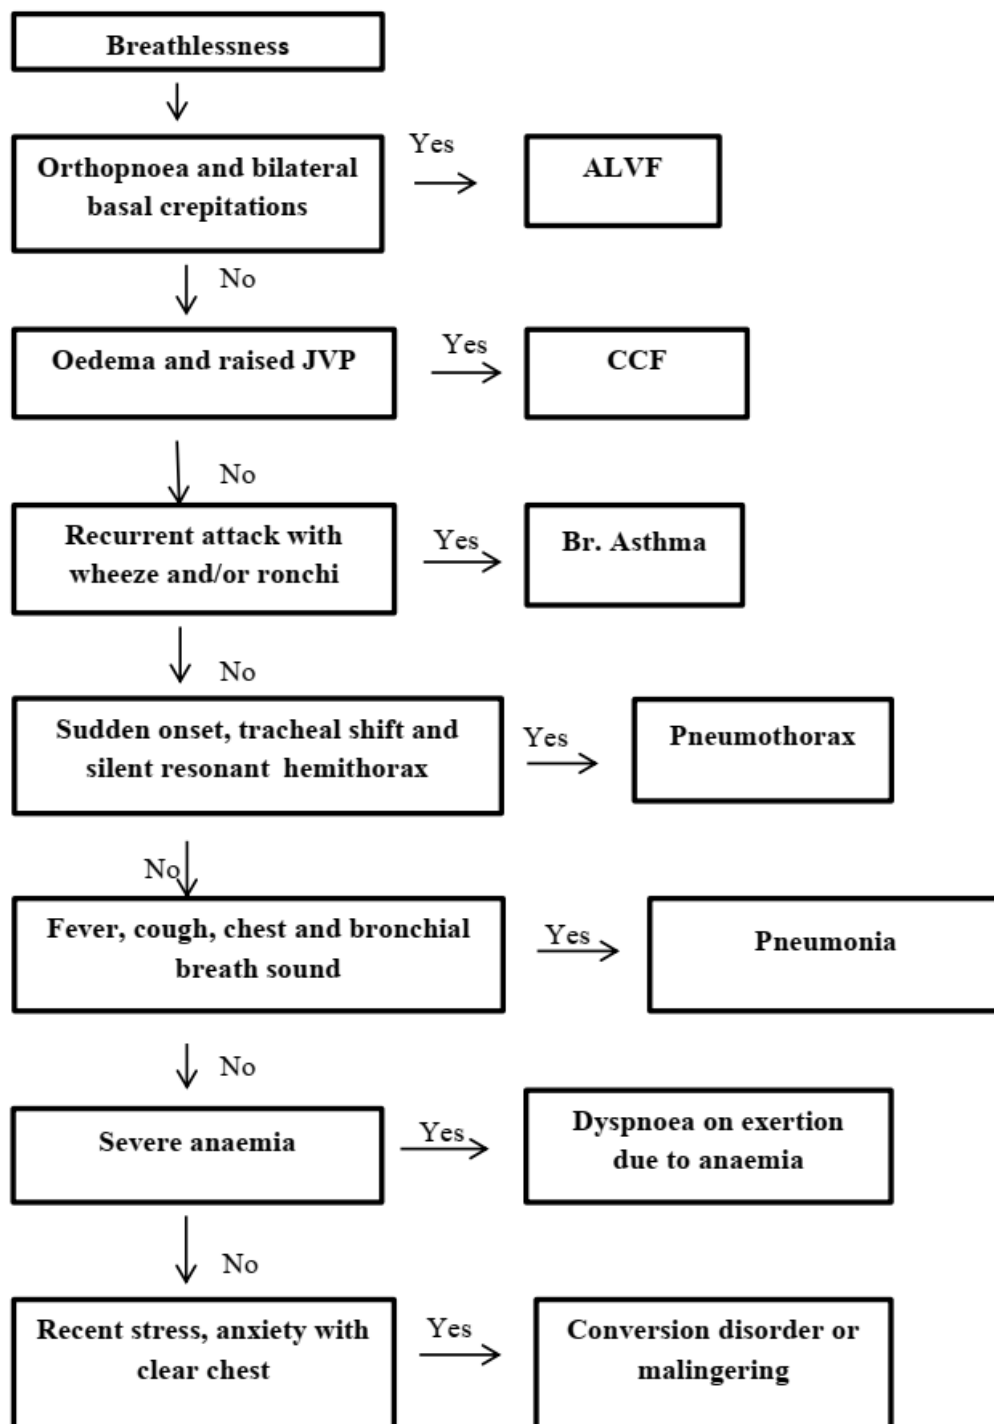 Breathlessness
Yes
Orthopnoea and bilateral
basal crepitations
ALVF
No
Oedema and raised JVP
Yes
CCF
No
Recurrent attack with
wheeze and/or ronchi
Yes
Br. Asthma
No
Sudden onset, tracheal shift and
silent resonant hemithorax
Yes
Pneumothorax
No
Fever, cough, chest and bronchial
breath sound
Yes
Pneumonia
No
Severe anaemia
Yes
Dyspnoea on exertion
due to anaemia
No
Recent stress, anxiety with
clear chest
Yes
Conversion disorder or
malingering